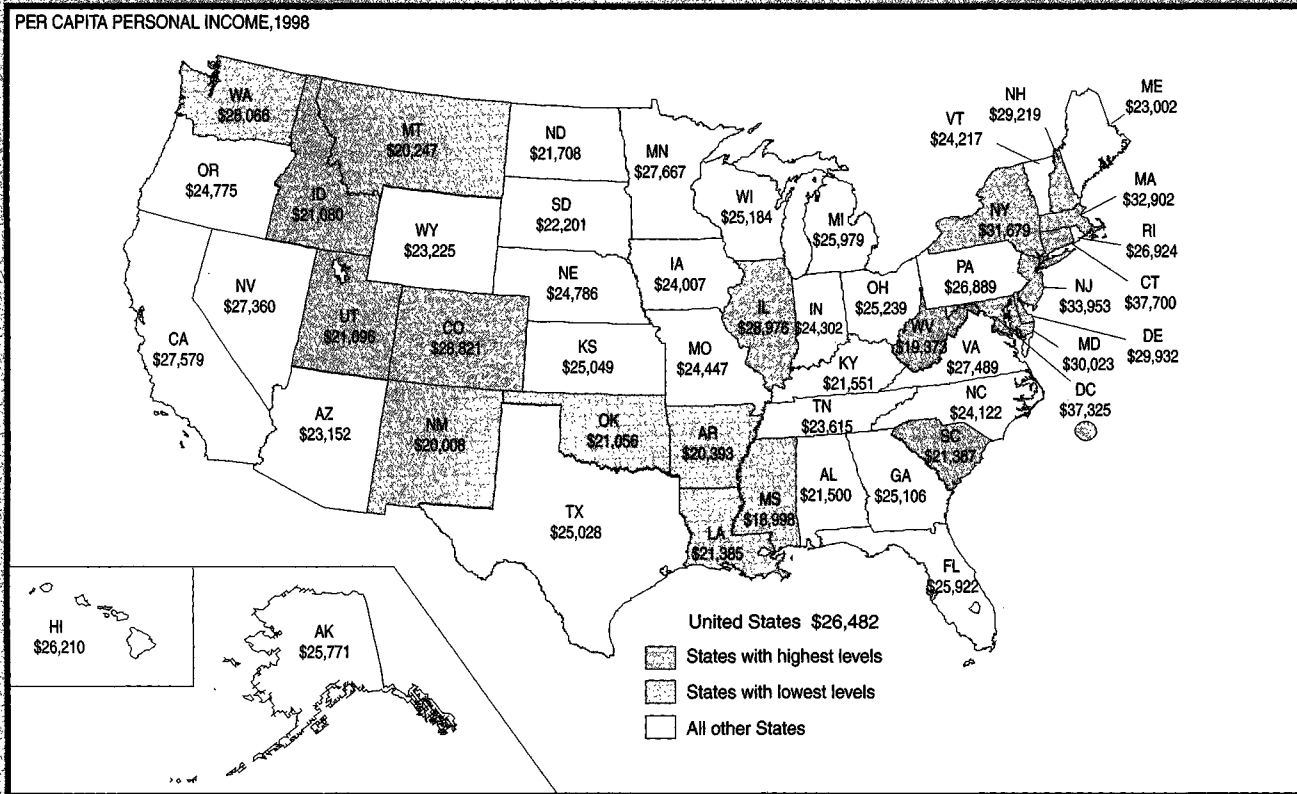 PER CAPITA PERSONAL INCOME, 1998
WA
$28,066
MT
$20,247
ND
$21,708
MN
$27,667
VT
$24,217
NH
$29,219
ME
$23,002
OR
$24,775
ID
$21,080
WY
$23,225
SD
$22,201
WI
$25,184
MI
$25,979
NY
$31,679
MA
$32,902
RI
$26,924
CT
$37,700
NJ
$33,953
DE
$29,932
MD
$30,023
DC
$37,325
NV
$27,360
UT
$21,096
CO
$28,821
NE
$24,786
IA
$24,007
IL
$28,976
IN
$24,302
OH
$25,239
PA
$26,889
WV
$19,373
VA
$27,489
CA
$27,579
KS
$25,049
MO
$24,447
KY
$21,551
NC
$24,122
TN
$23,615
SC
$21,387
AZ
$23,152
NM
$20,008
OK
$21,056
AR
$20,393
MS
$18,998
AL
$21,500
GA
$25,106
TX
$25,028
LA
$21,385
FL
$25,922
HI
$26,210
AK
$25,771
United States $26,482
States with highest levels
States with lowest levels
All other States